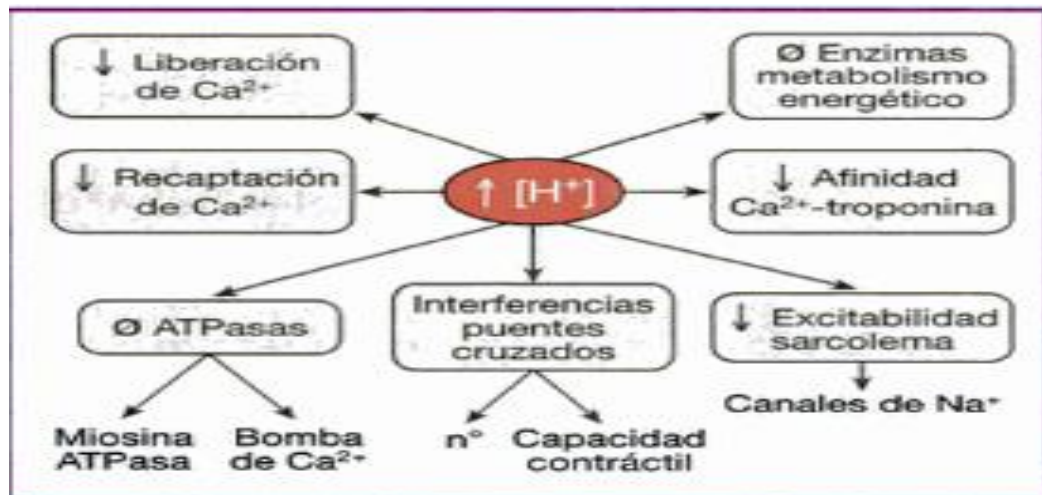 ↓ Liberación
de Ca²⁺
Ø Enzimas
metabolismo
energético
↓ Recaptación
de Ca²⁺
↑ [H⁺]
↓ Afinidad
Ca²⁺-troponina
Ø ATPasas
Interferencias
puentes
cruzados
↓ Excitabilidad
sarcolema
Miosina
ATPasa
Bomba
de Ca²⁺
nº
Capacidad
contráctil
Canales de Na⁺